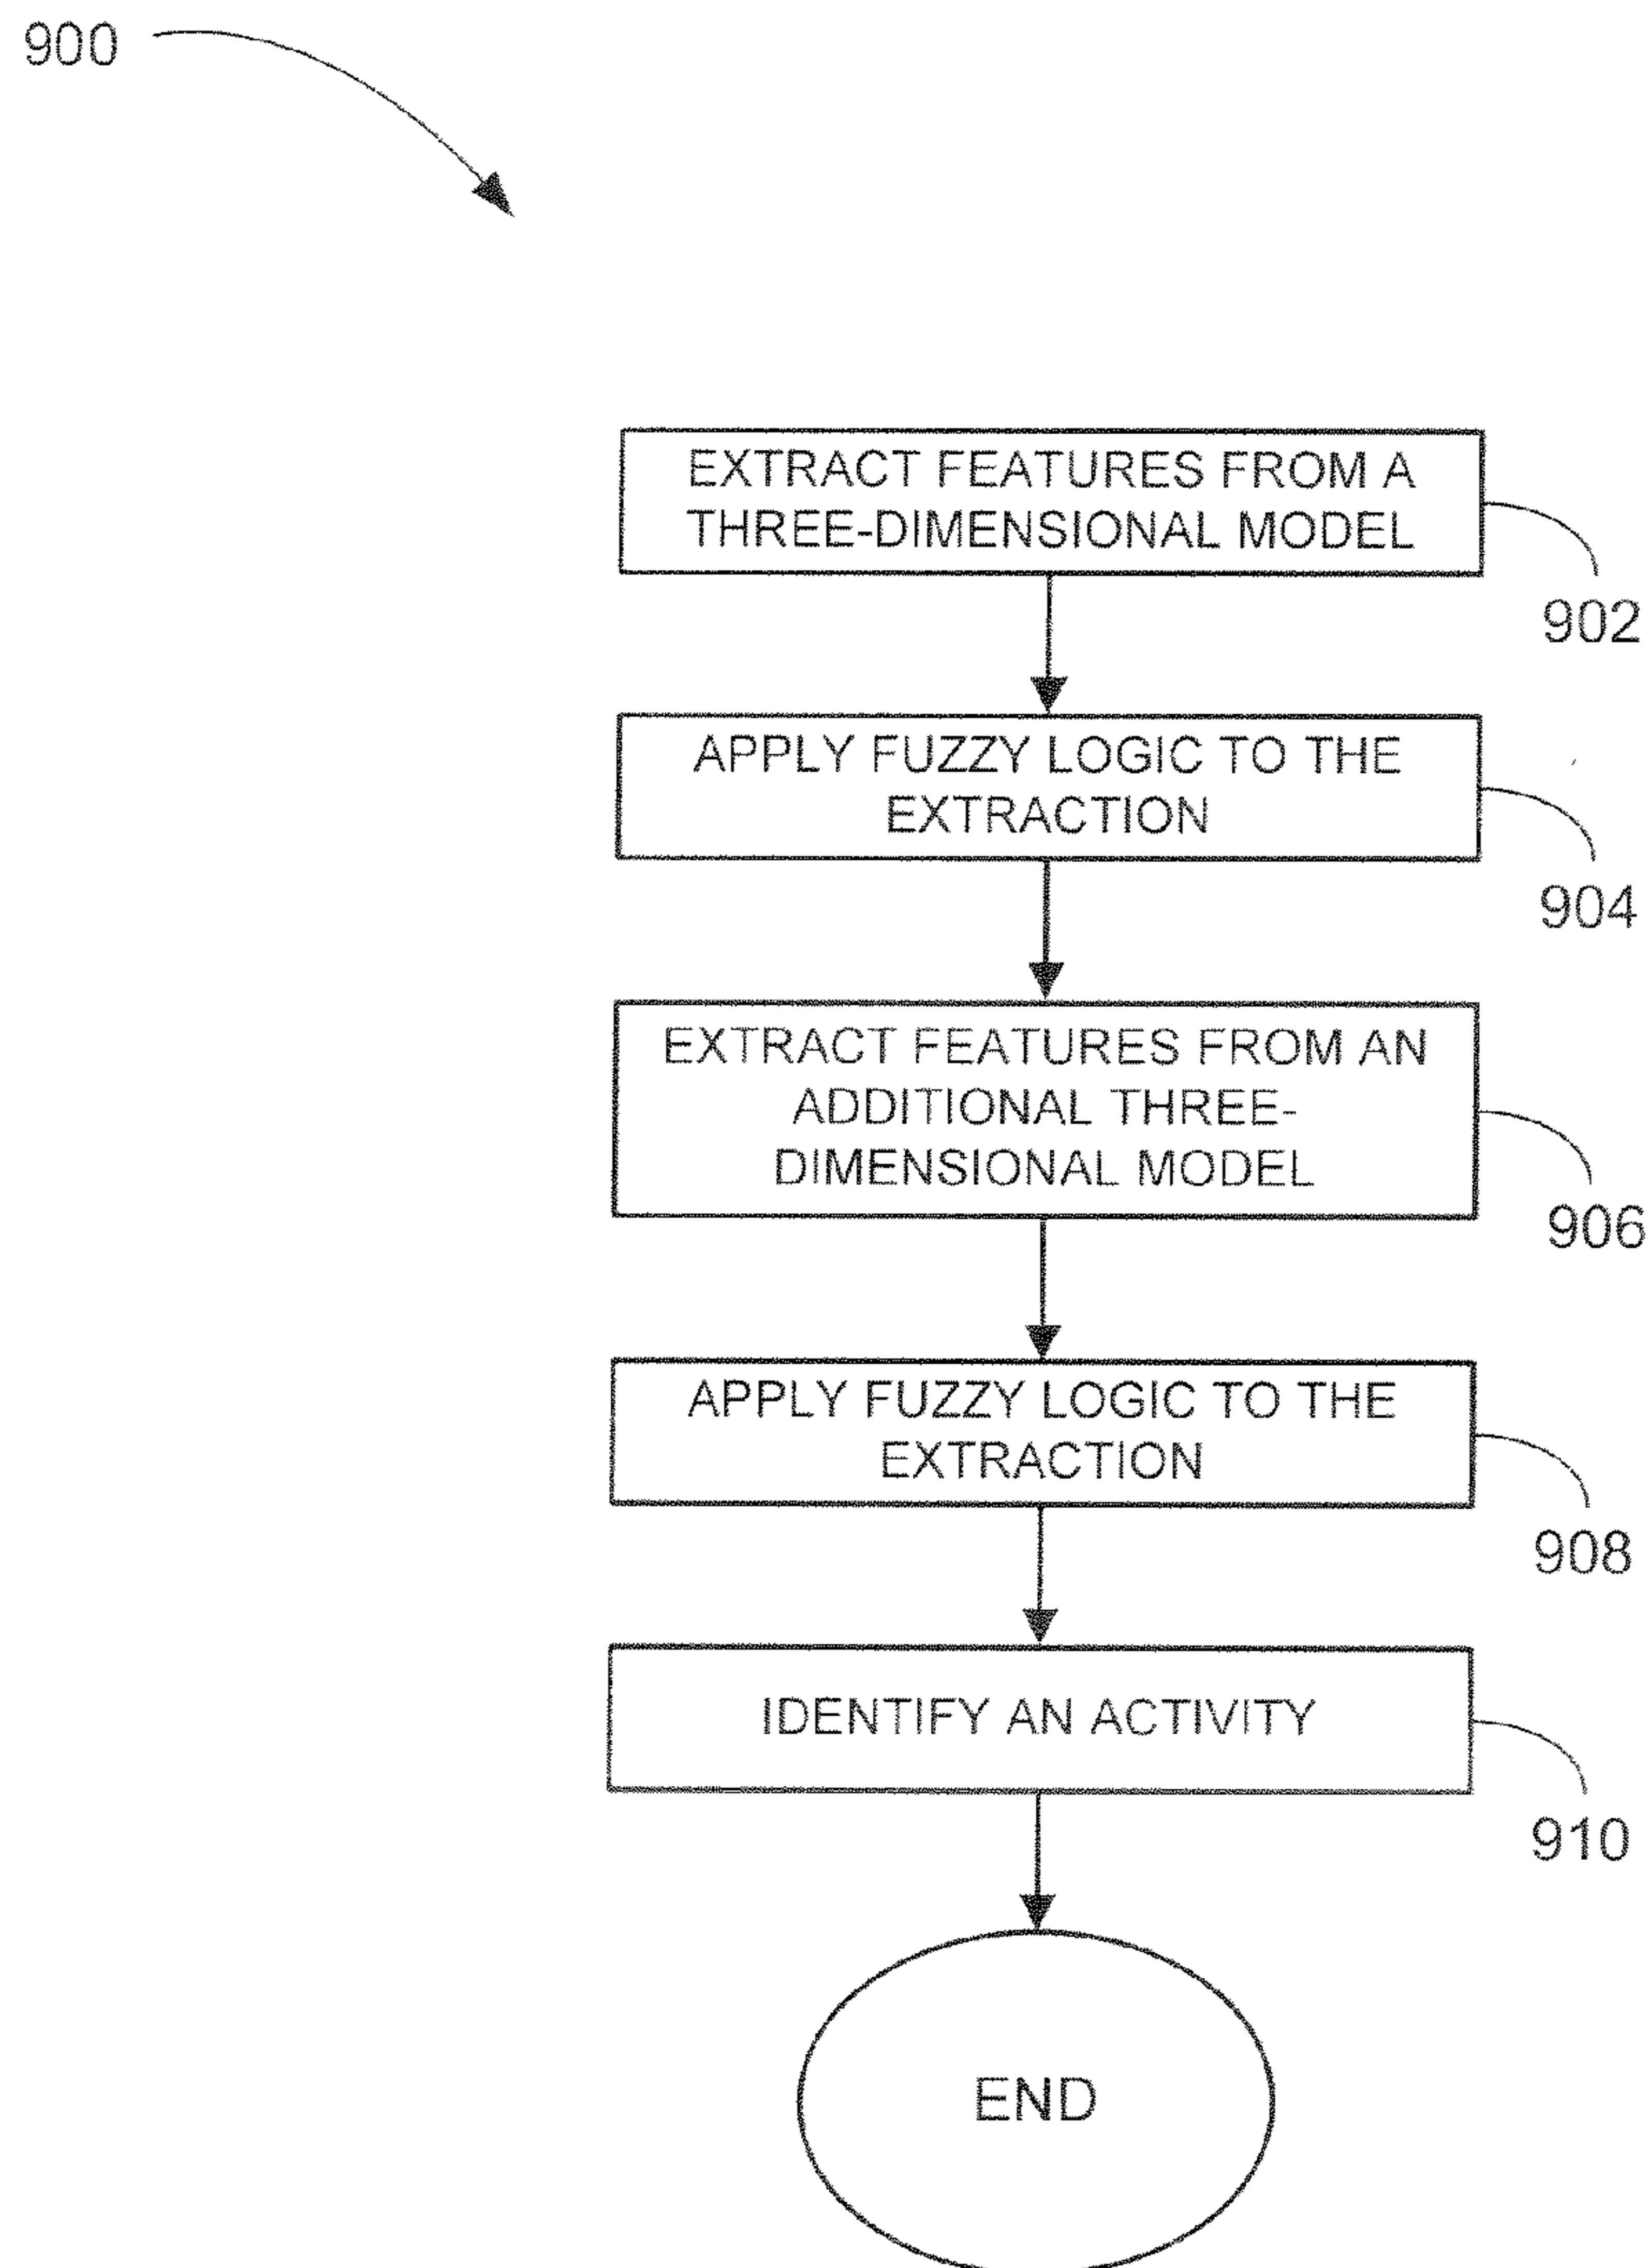 900
EXTRACT FEATURES FROM A
THREE-DIMENSIONAL MODEL
902
APPLY FUZZY LOGIC TO THE
EXTRACTION
904
EXTRACT FEATURES FROM AN
ADDITIONAL THREE-
DIMENSIONAL MODEL
906
APPLY FUZZY LOGIC TO THE
EXTRACTION
908
IDENTIFY AN ACTIVITY
910
END